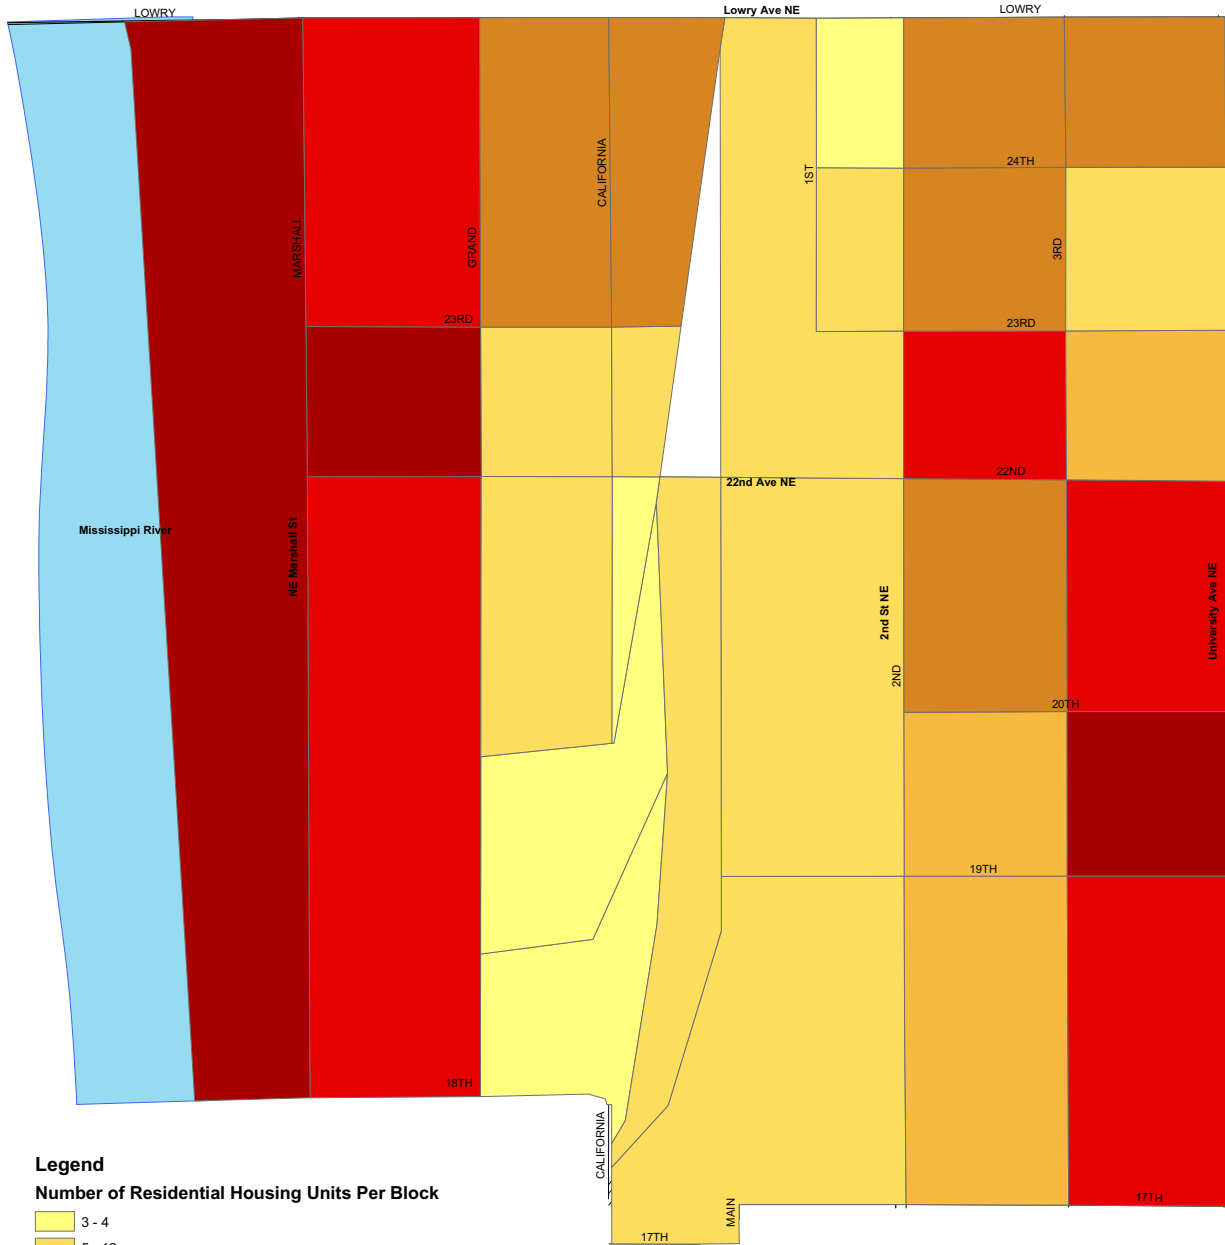 LOWRY
Lowry Ave NE
LOWRY
24TH
CALIFORNIA
1ST
MARSHALL
GRAND
3RD
23RD
23RD
22ND
22nd Ave NE
Mississippi River
NE Marshall St
2nd St NE
University Ave NE
2ND
20TH
19TH
18TH
CALIFORNIA
MAIN
17TH
17TH
Legend
Number of Residential Housing Units Per Block
3 - 4